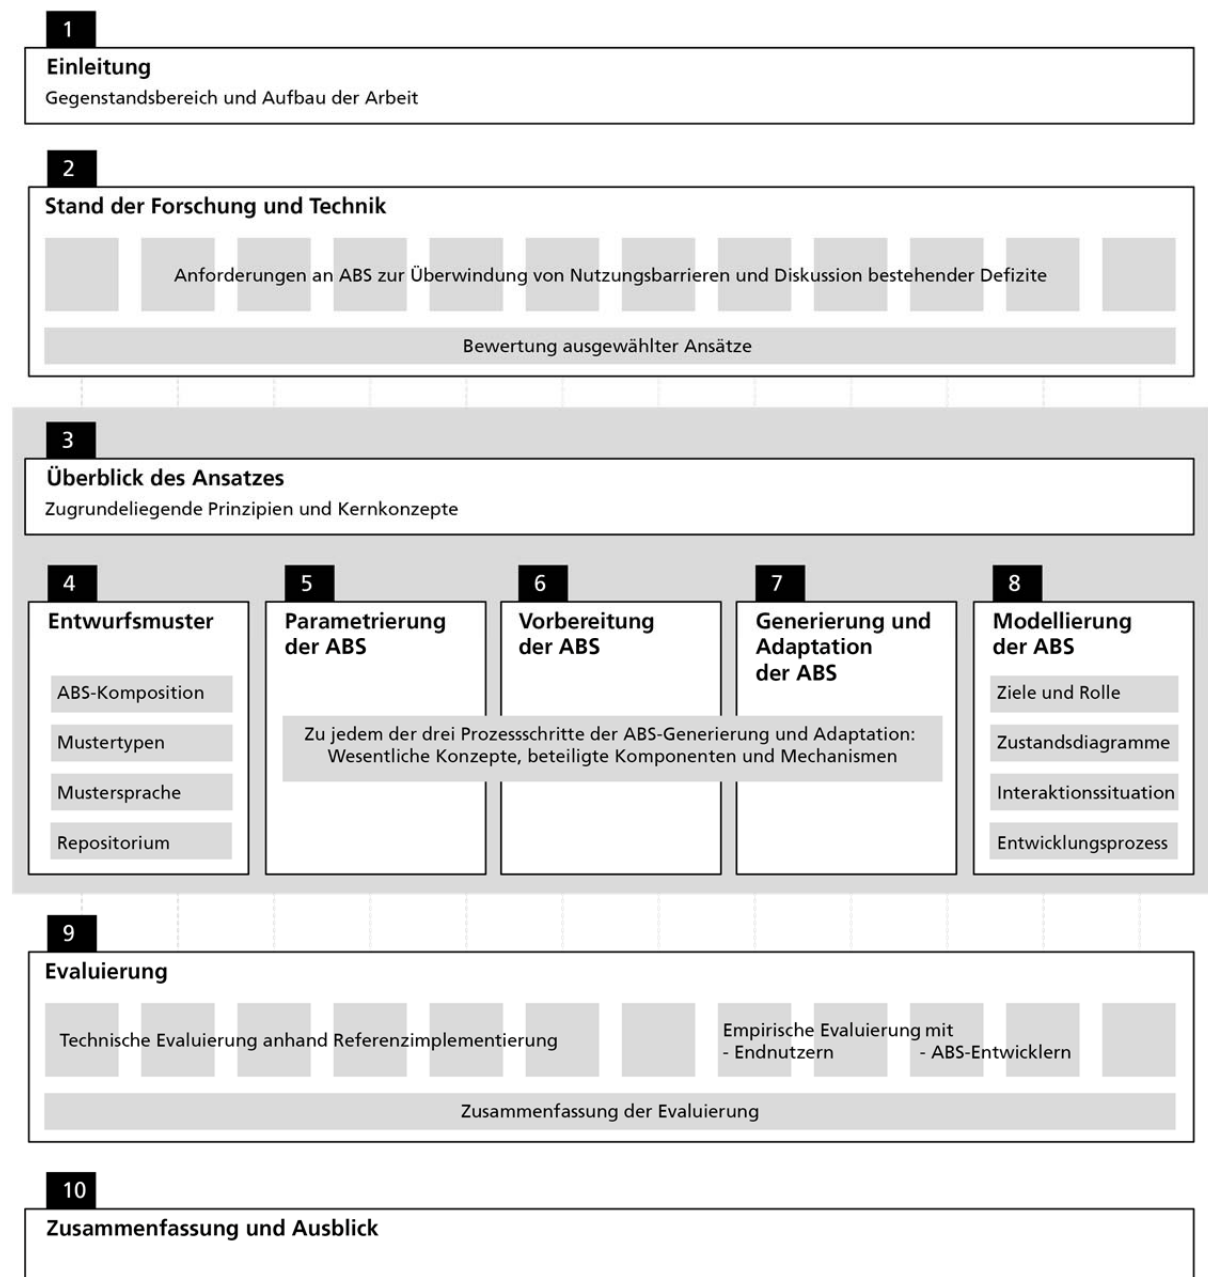 1
Einleitung
Gegenstandsbereich und Aufbau der Arbeit
2
Stand der Forschung und Technik
Anforderungen an ABS zur Überwindung von Nutzungsbarrieren und Diskussion bestehender Defizite
Bewertung ausgewählter Ansätze
3
Überblick des Ansatzes
Zugrundeliegende Prinzipien und Kernkonzepte
4
Entwurfsmuster
ABS-Komposition
Mustertypen
Mustersprache
Repositorium
5
Parametrierung
der ABS
6
Vorbereitung
der ABS
7
Generierung und
Adaptation
der ABS
Zu jedem der drei Prozessschritte der ABS-Generierung und Adaptation:
Wesentliche Konzepte, beteiligte Komponenten und Mechanismen
8
Modellierung
der ABS
Ziele und Rolle
Zustandsdiagramme
Interaktionssituation
Entwicklungsprozess
9
Evaluierung
Technische Evaluierung anhand Referenzimplementierung
Empirische Evaluierung mit
- Endnutzern - ABS-Entwicklern
Zusammenfassung der Evaluierung
10
Zusammenfassung und Ausblick